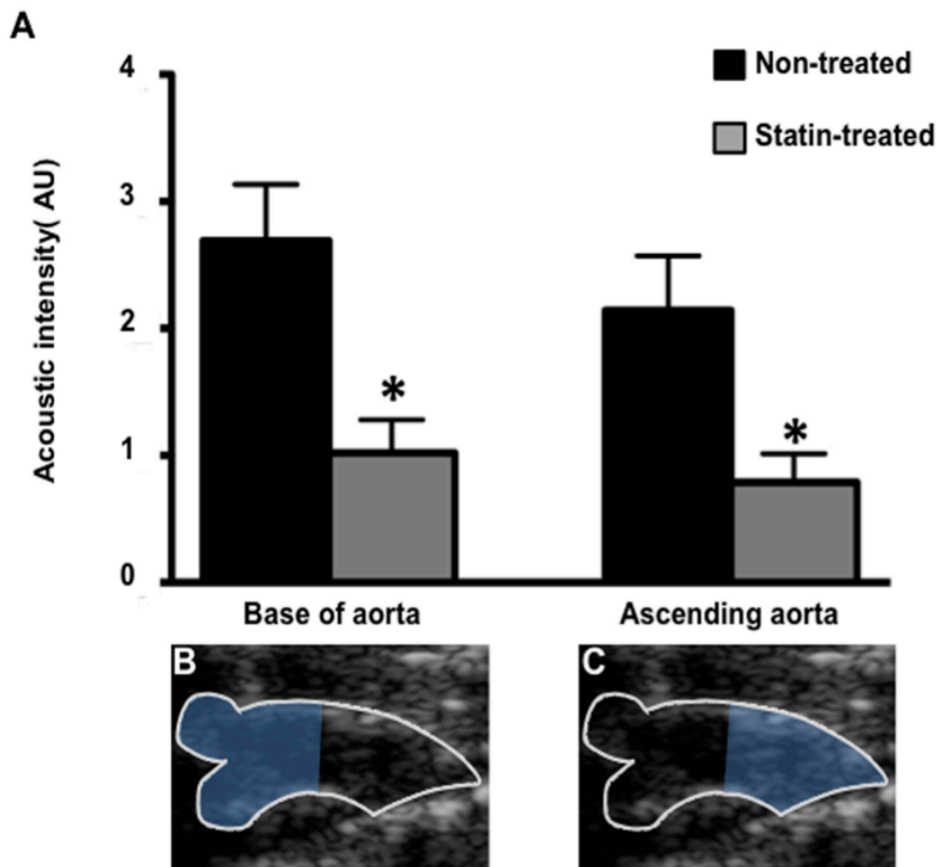 A
Non-treated
Statin-treated
Acoustic intensity( AU)
4
3
2
1
0
*
*
Base of aorta
Ascending aorta
B
C